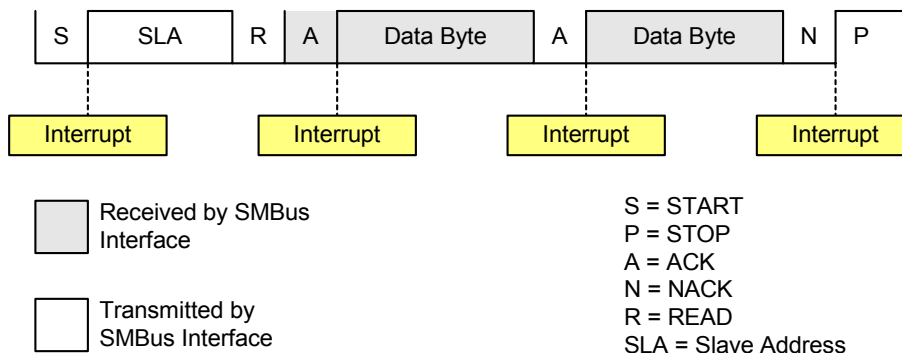 S SLA R A Data Byte A Data Byte N P
Interrupt Interrupt Interrupt Interrupt
Received by SMBus
Interface
Transmitted by
SMBus Interface
S = START
P = STOP
A = ACK
N = NACK
R = READ
SLA = Slave Address